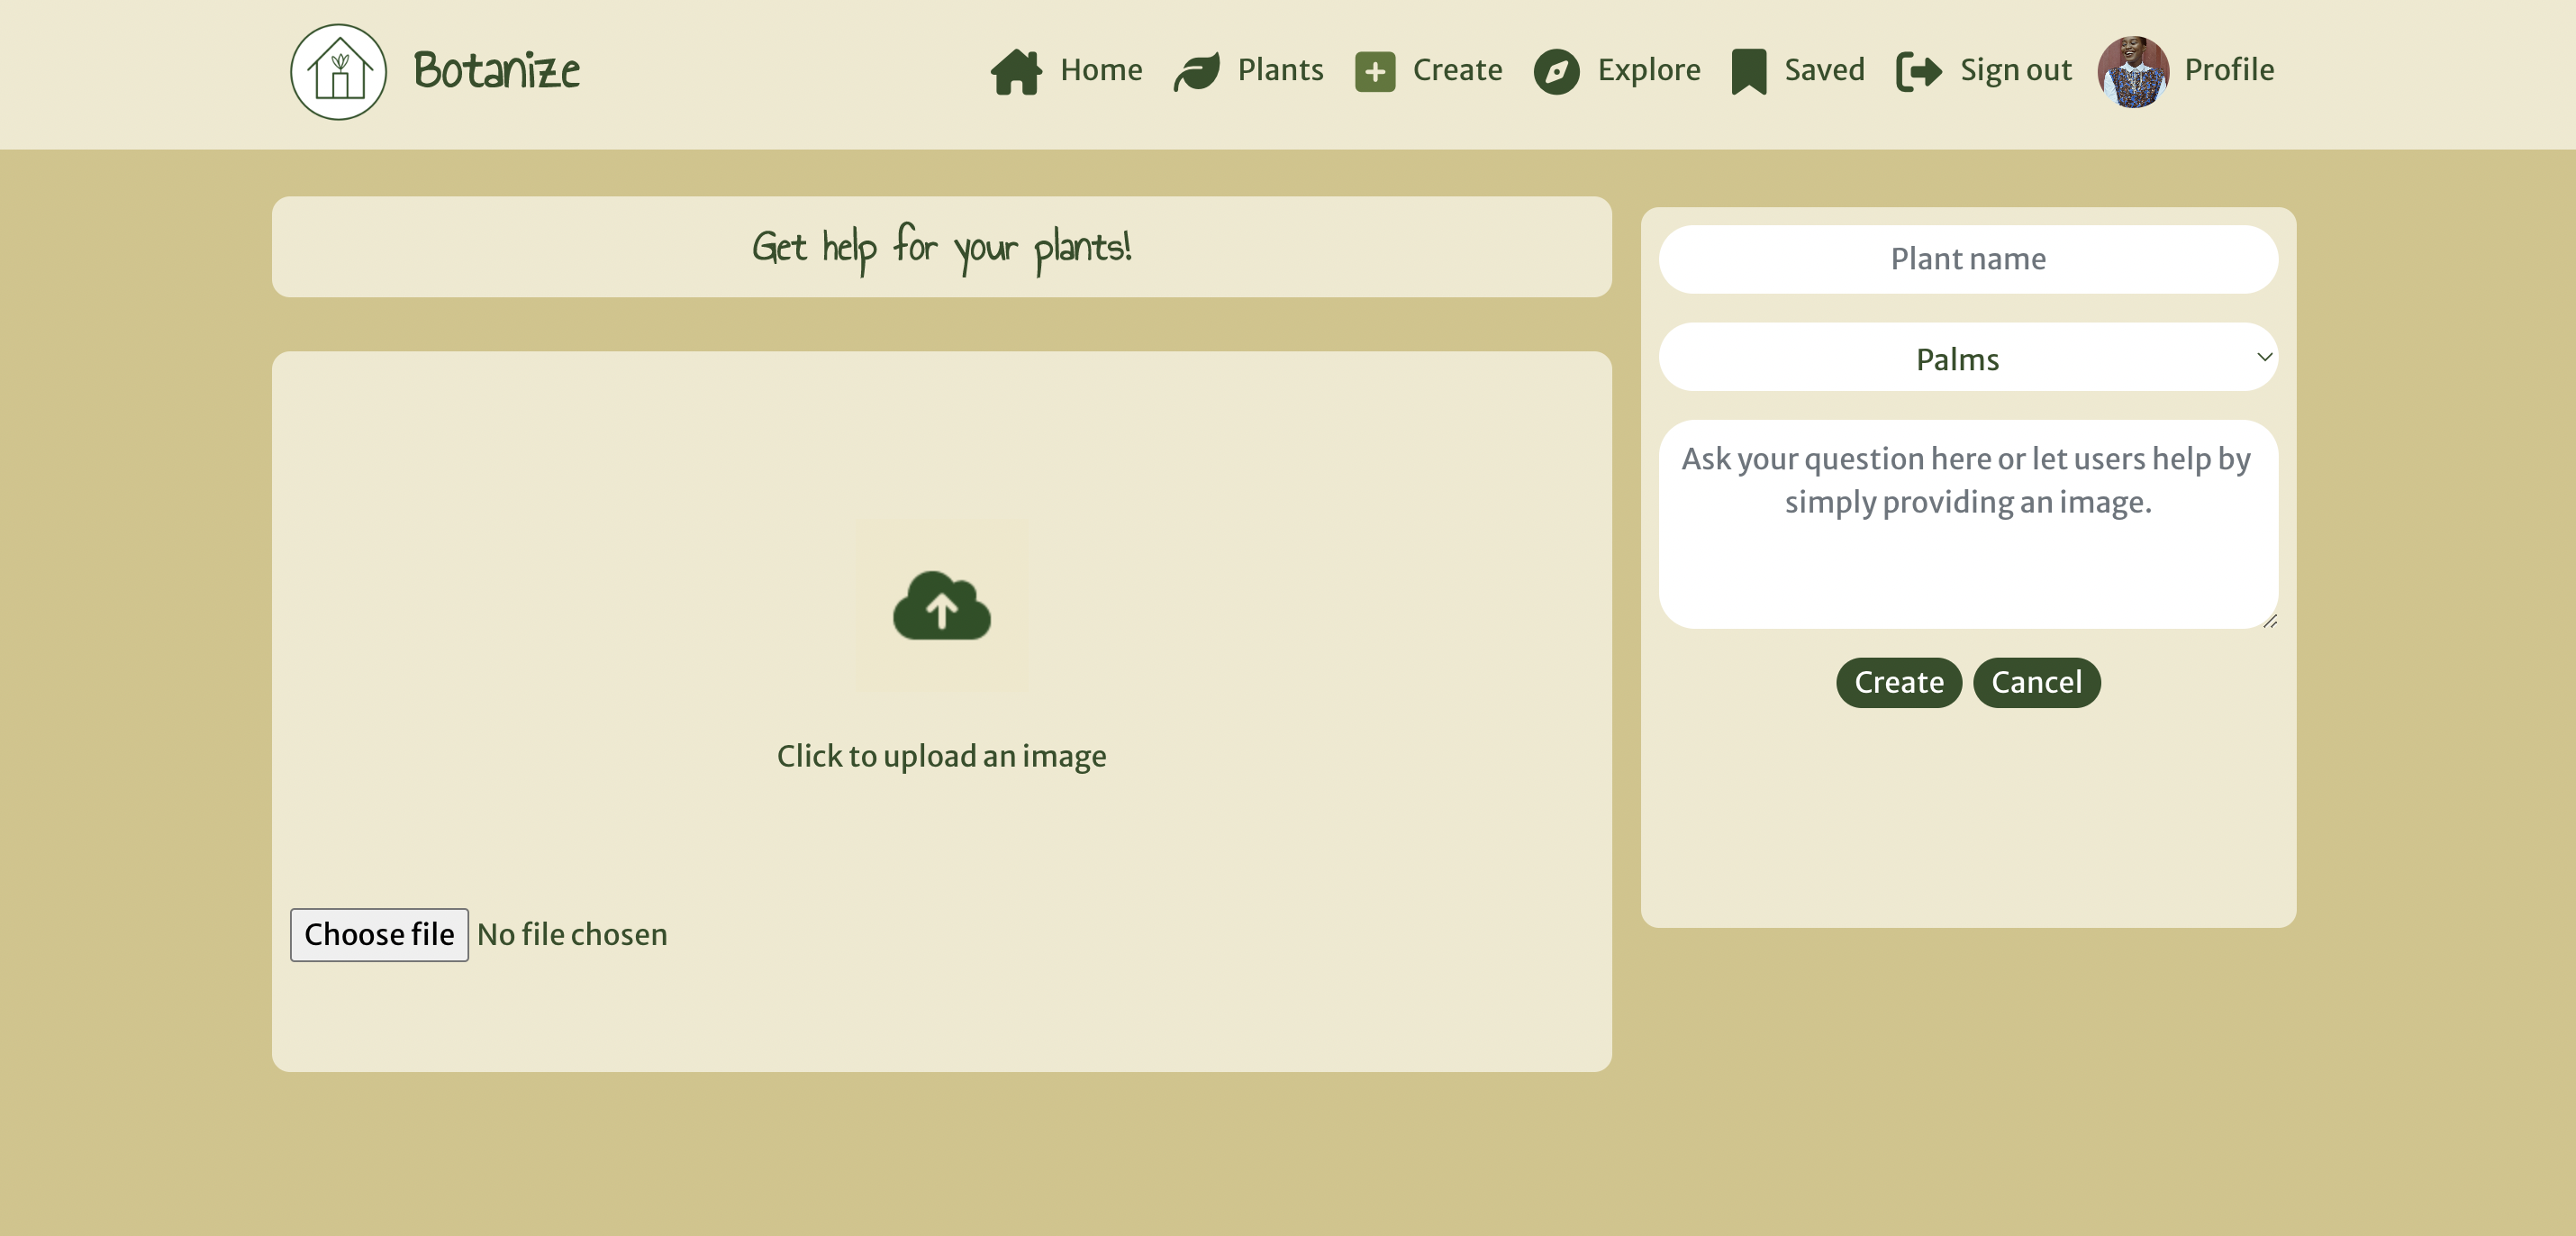 Botanize
Home
Plants
Create
Explore
Saved
Sign out
Profile
Get help for your plants!
Click to upload an image
Choose file No file chosen
Plant name
Palms
Ask your question here or let users help by
simply providing an image.
Create
Cancel